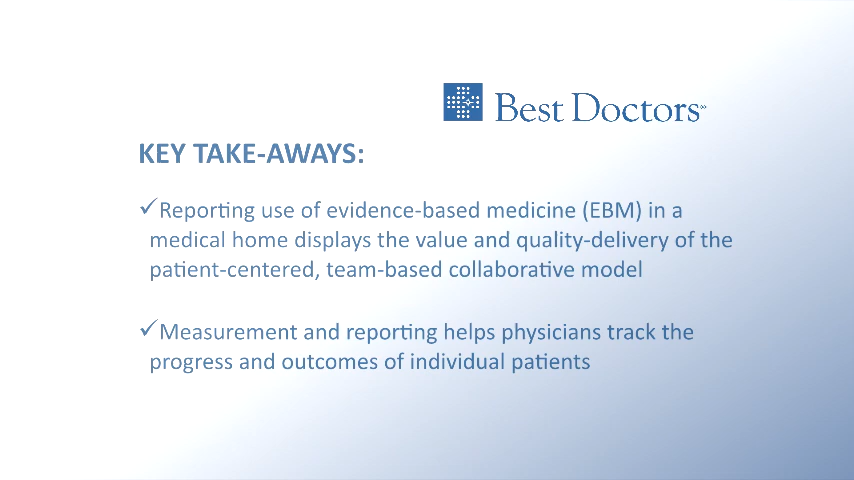 Best Doctors
KEY TAKE-AWAYS:
✓Reporting use of evidence-based medicine (EBM) in a
medical home displays the value and quality-delivery of the
patient-centered, team-based collaborative model
✓Measurement and reporting helps physicians track the
progress and outcomes of individual patients